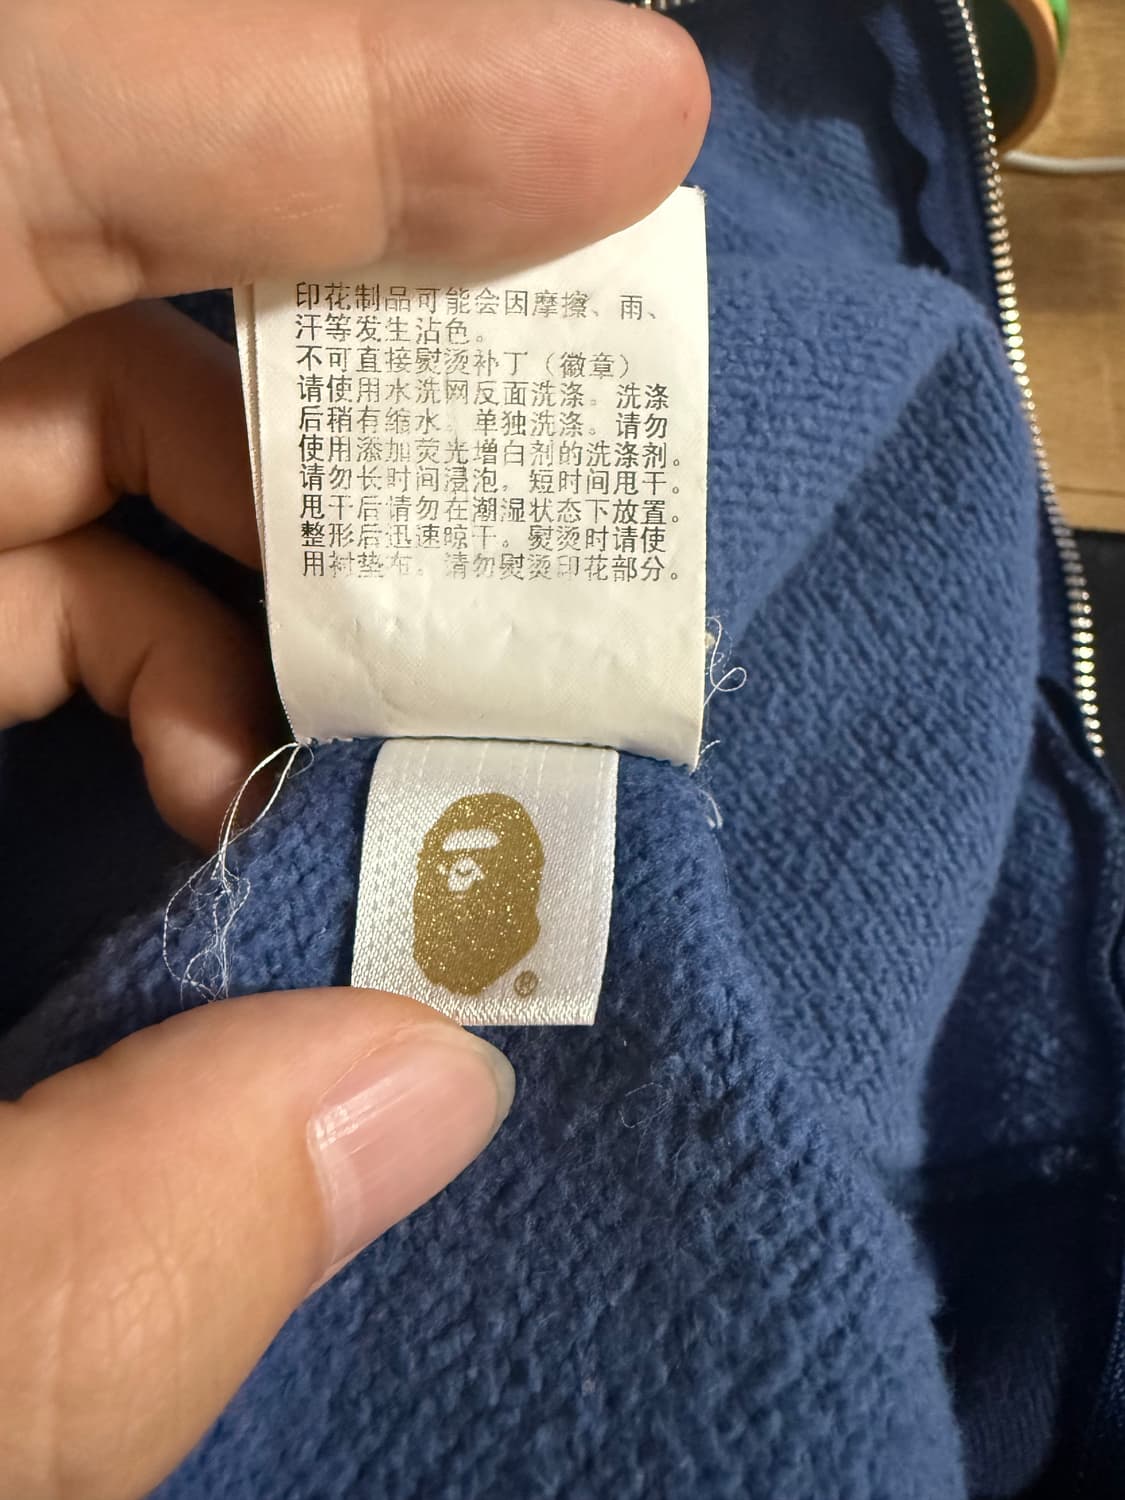 印花制品可能会因摩擦、雨、
汗等发生沾色。
不可直接熨烫补丁（徽章）
请使用水洗网反面洗涤。洗涤
后稍有缩水。单独洗涤。请勿
使用添加荧光增白剂的洗涤剂。
请勿长时间浸泡，短时间甩干。
甩干后请勿在潮湿状态下放置。
整形后迅速晾干。熨烫时请使
用衬垫布。请勿熨烫印花部分。
®